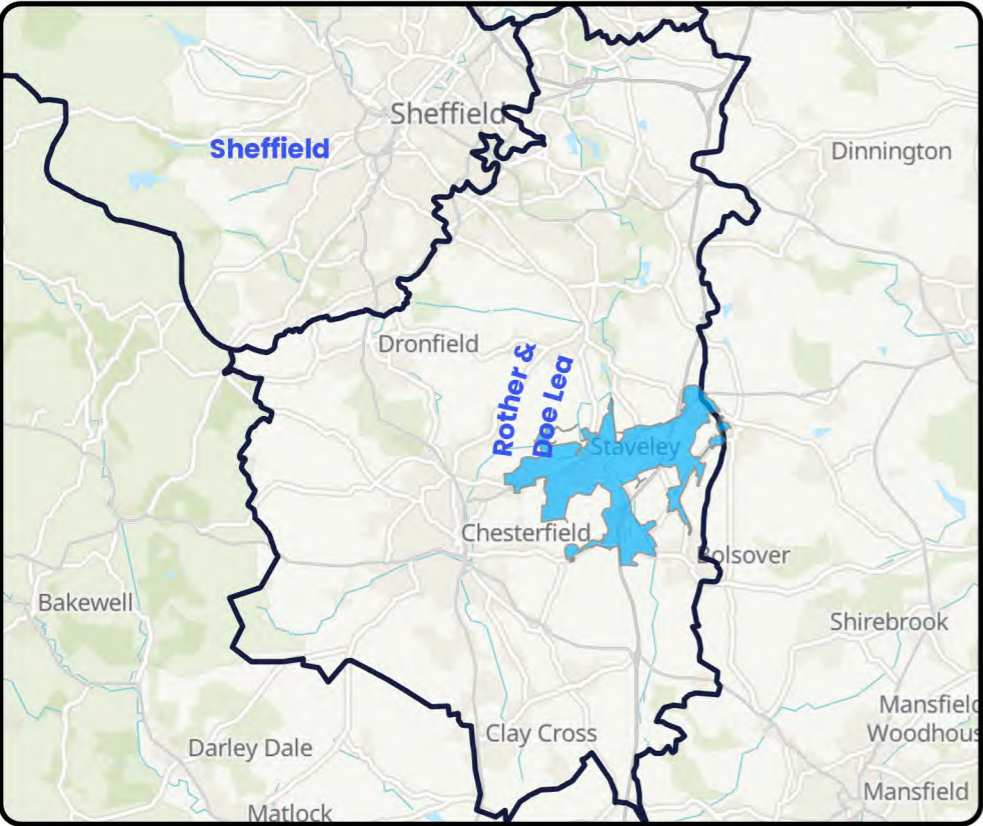 Sheffield
Sheffield
Dinnington
Dronfield
Rother &
Doe Lea
Staveley
Chesterfield
Bolsover
Bakewell
Shirebrook
Mansfield
Woodhous
Clay Cross
Darley Dale
Mansfield
Matlock